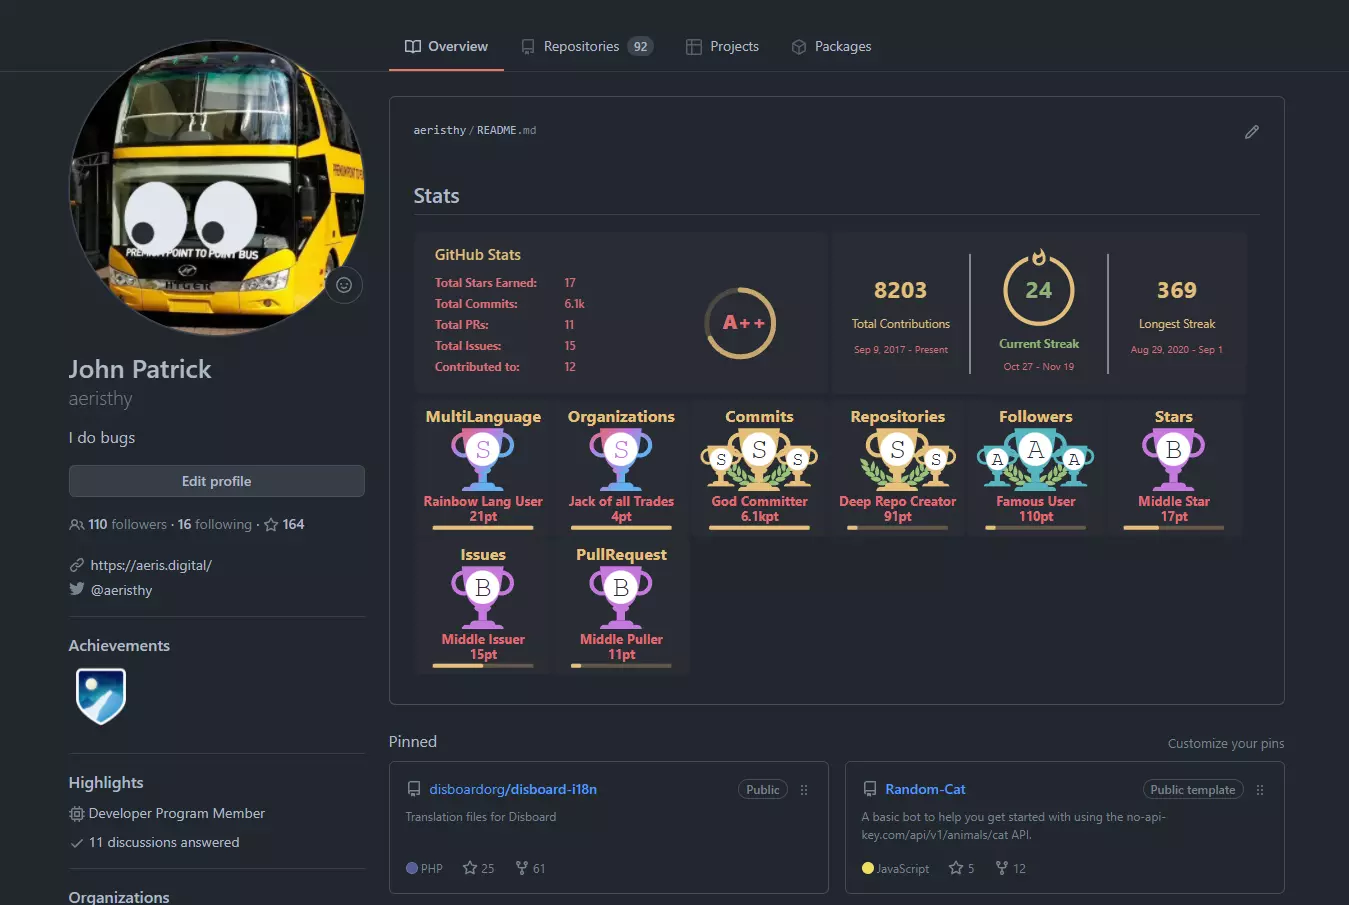 Overview
Repositories 92
Projects
Packages
PREMIUM POINT TO POINT BUS
HIGER
John Patrick
aeristhy
I do bugs
Edit profile
110 followers · 16 following · 164
https://aeris.digital/
@aeristhy
Achievements
Highlights
Developer Program Member
11 discussions answered
Organizations
aeristhy/README.md
Stats
GitHub Stats
Total Stars Earned: 17
Total Commits: 6.1k
Total PRs: 11
Total Issues: 15
Contributed to: 12
A++
8203
Total Contributions
Sep 9, 2017 - Present
24
Current Streak
Oct 27 - Nov 19
369
Longest Streak
Aug 29, 2020 - Sep 1
MultiLanguage
S
Rainbow Lang User
21pt
Organizations
S
Jack of all Trades
4pt
Commits
S S S
God Committer
6.1kpt
Repositories
S S
Deep Repo Creator
91pt
Followers
A A A
Famous User
110pt
Stars
B
Middle Star
17pt
Issues
B
Middle Issuer
15pt
PullRequest
B
Middle Puller
11pt
Pinned
Customize your pins
disboardorg/disboard-i18n
Public
Translation files for Disboard
PHP 25 61
Random-Cat
Public template
A basic bot to help you get started with using the no-api-
key.com/api/v1/animals/cat API.
JavaScript 5 12